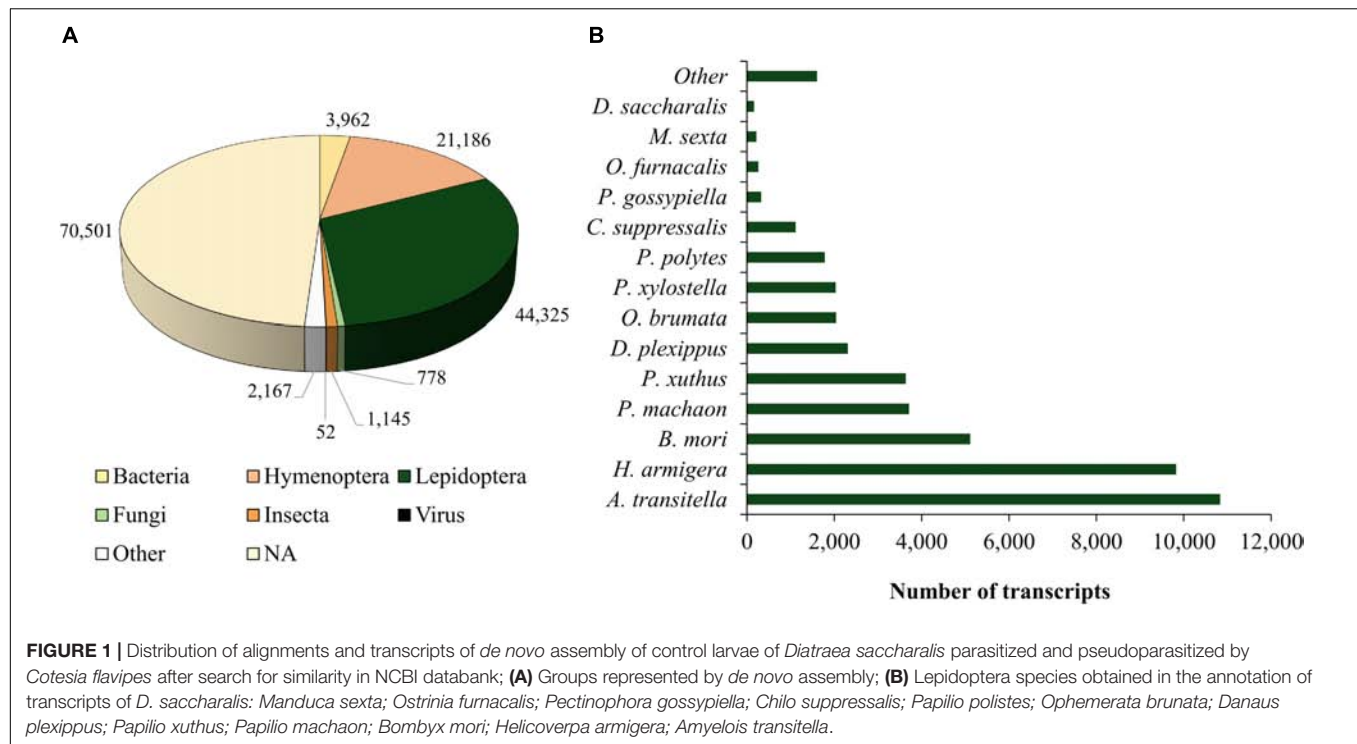 A
3,962
21,186
70,501
44,325
778
2,167
1,145
52
Bacteria Hymenoptera Lepidoptera
Fungi Insecta Virus
Other NA
B
Other
D. saccharalis
M. sexta
O. furnacalis
P. gossypiella
C. suppressalis
P. polytes
P. xylostella
O. brumata
D. plexippus
P. xuthus
P. machaon
B. mori
H. armigera
A. transitella
0 2,000 4,000 6,000 8,000 10,000 12,000
Number of transcripts
FIGURE 1 | Distribution of alignments and transcripts of de novo assembly of control larvae of Diatraea saccharalis parasitized and pseudoparasitized by
Cotesia flavipes after search for similarity in NCBI databank; (A) Groups represented by de novo assembly; (B) Lepidoptera species obtained in the annotation of
transcripts of D. saccharalis: Manduca sexta; Ostrinia furnacalis; Pectinophora gossypiella; Chilo suppressalis; Papilio polistes; Ophemerata brunata; Danaus
plexippus; Papilio xuthus; Papilio machaon; Bombyx mori; Helicoverpa armigera; Amyelois transitella.